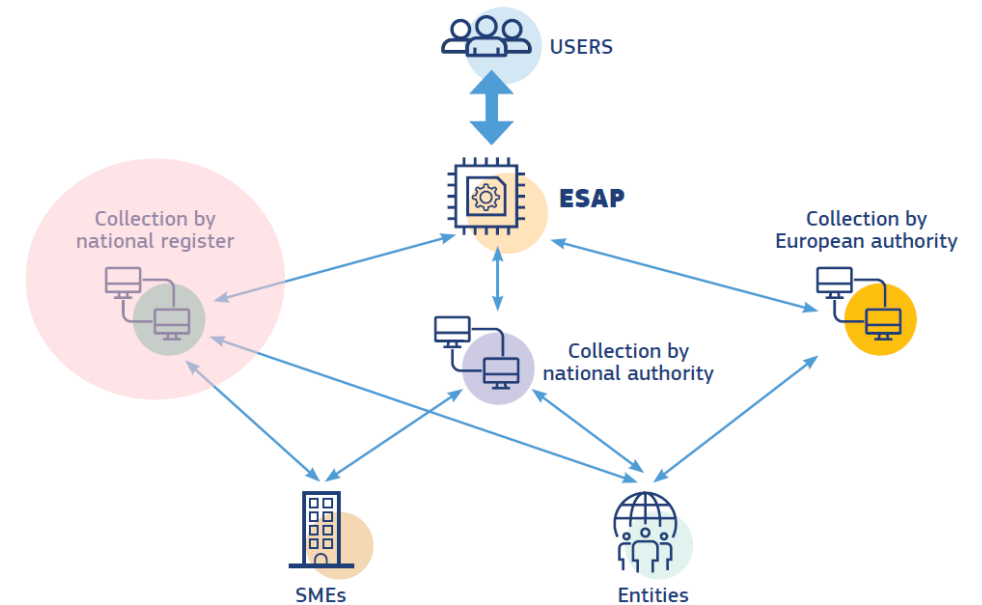 USERS
ESAP
Collection by
national register
Collection by
European authority
Collection by
national authority
SMEs
Entities